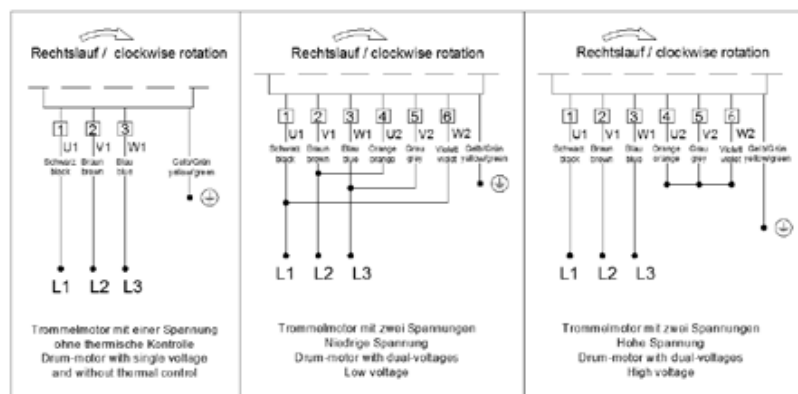 Rechtslauf / clockwise rotation
1 2 3
U1 V1 W1
Schwarz Braun Blau Gelb/Grün
black brown blue yellow/green
L1 L2 L3
Trommelmotor mit einer Spannung
ohne thermische Kontrolle
Drum-motor with single voltage
and without thermal control
Rechtslauf / clockwise rotation
1 2 3 4 5 6
U1 V1 W1 U2 V2 W2
Schwarz Braun Blau Orange Grau Violett Gelb/Grün
black brown blue orange grey violet yellow/green
L1 L2 L3
Trommelmotor mit zwei Spannungen
Niedrige Spannung
Drum-motor with dual-voltages
Low voltage
Rechtslauf / clockwise rotation
1 2 3 4 5 6
U1 V1 W1 U2 V2 W2
Schwarz Braun Blau Orange Grau Violett Gelb/Grün
black brown blue orange grey violet yellow/green
L1 L2 L3
Trommelmotor mit zwei Spannungen
Hohe Spannung
Drum-motor with dual-voltages
High voltage